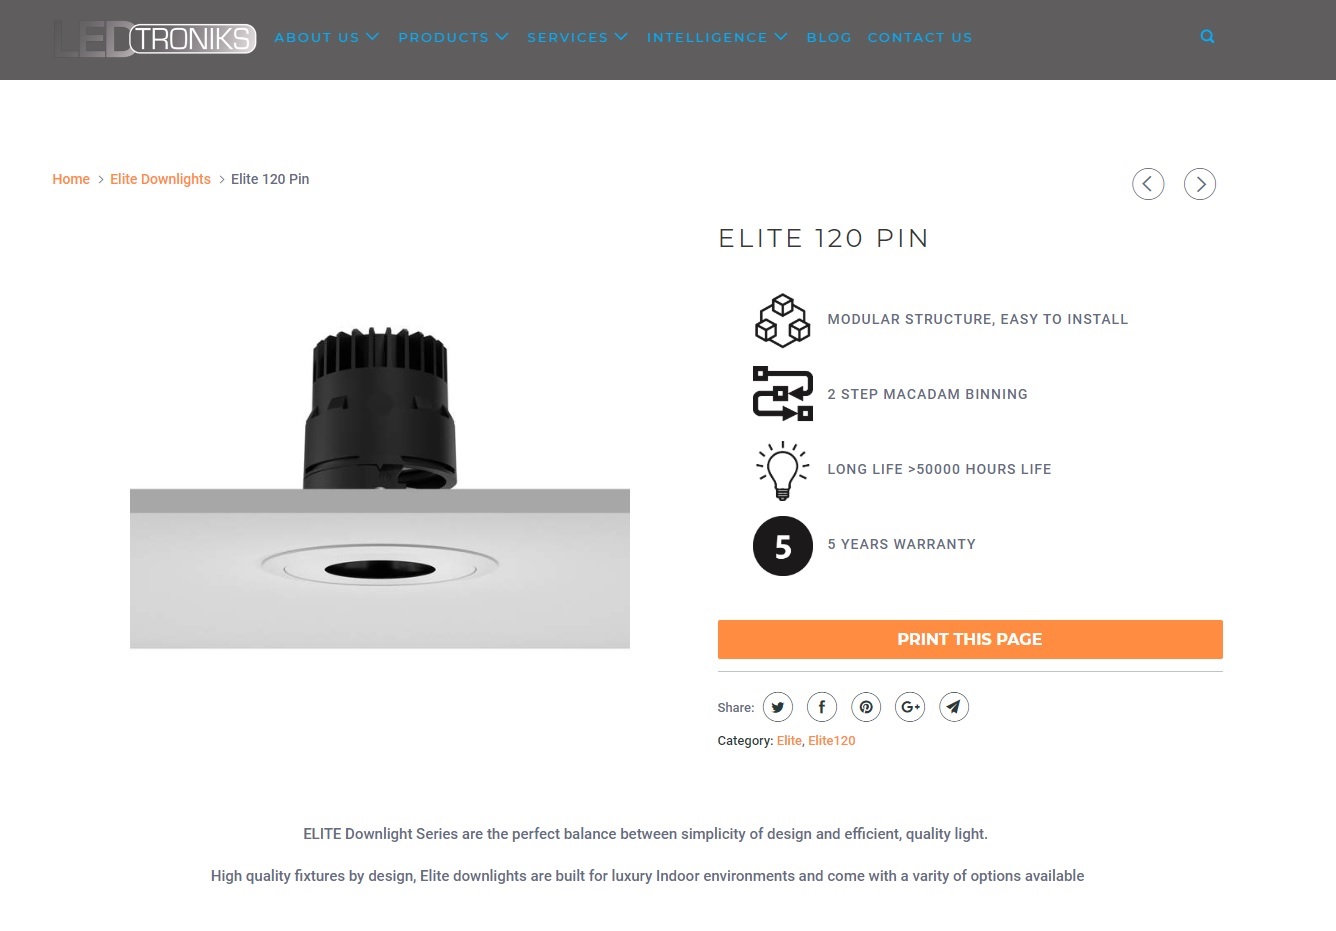 LEDTRONIKS
ABOUT US PRODUCTS SERVICES INTELLIGENCE BLOG CONTACT US
Home > Elite Downlights > Elite 120 Pin
ELITE 120 PIN
MODULAR STRUCTURE, EASY TO INSTALL
2 STEP MACADAM BINNING
LONG LIFE >50000 HOURS LIFE
5 5 YEARS WARRANTY
PRINT THIS PAGE
Share: f G+
Category: Elite, Elite120
ELITE Downlight Series are the perfect balance between simplicity of design and efficient, quality light.
High quality fixtures by design, Elite downlights are built for luxury Indoor environments and come with a varity of options available